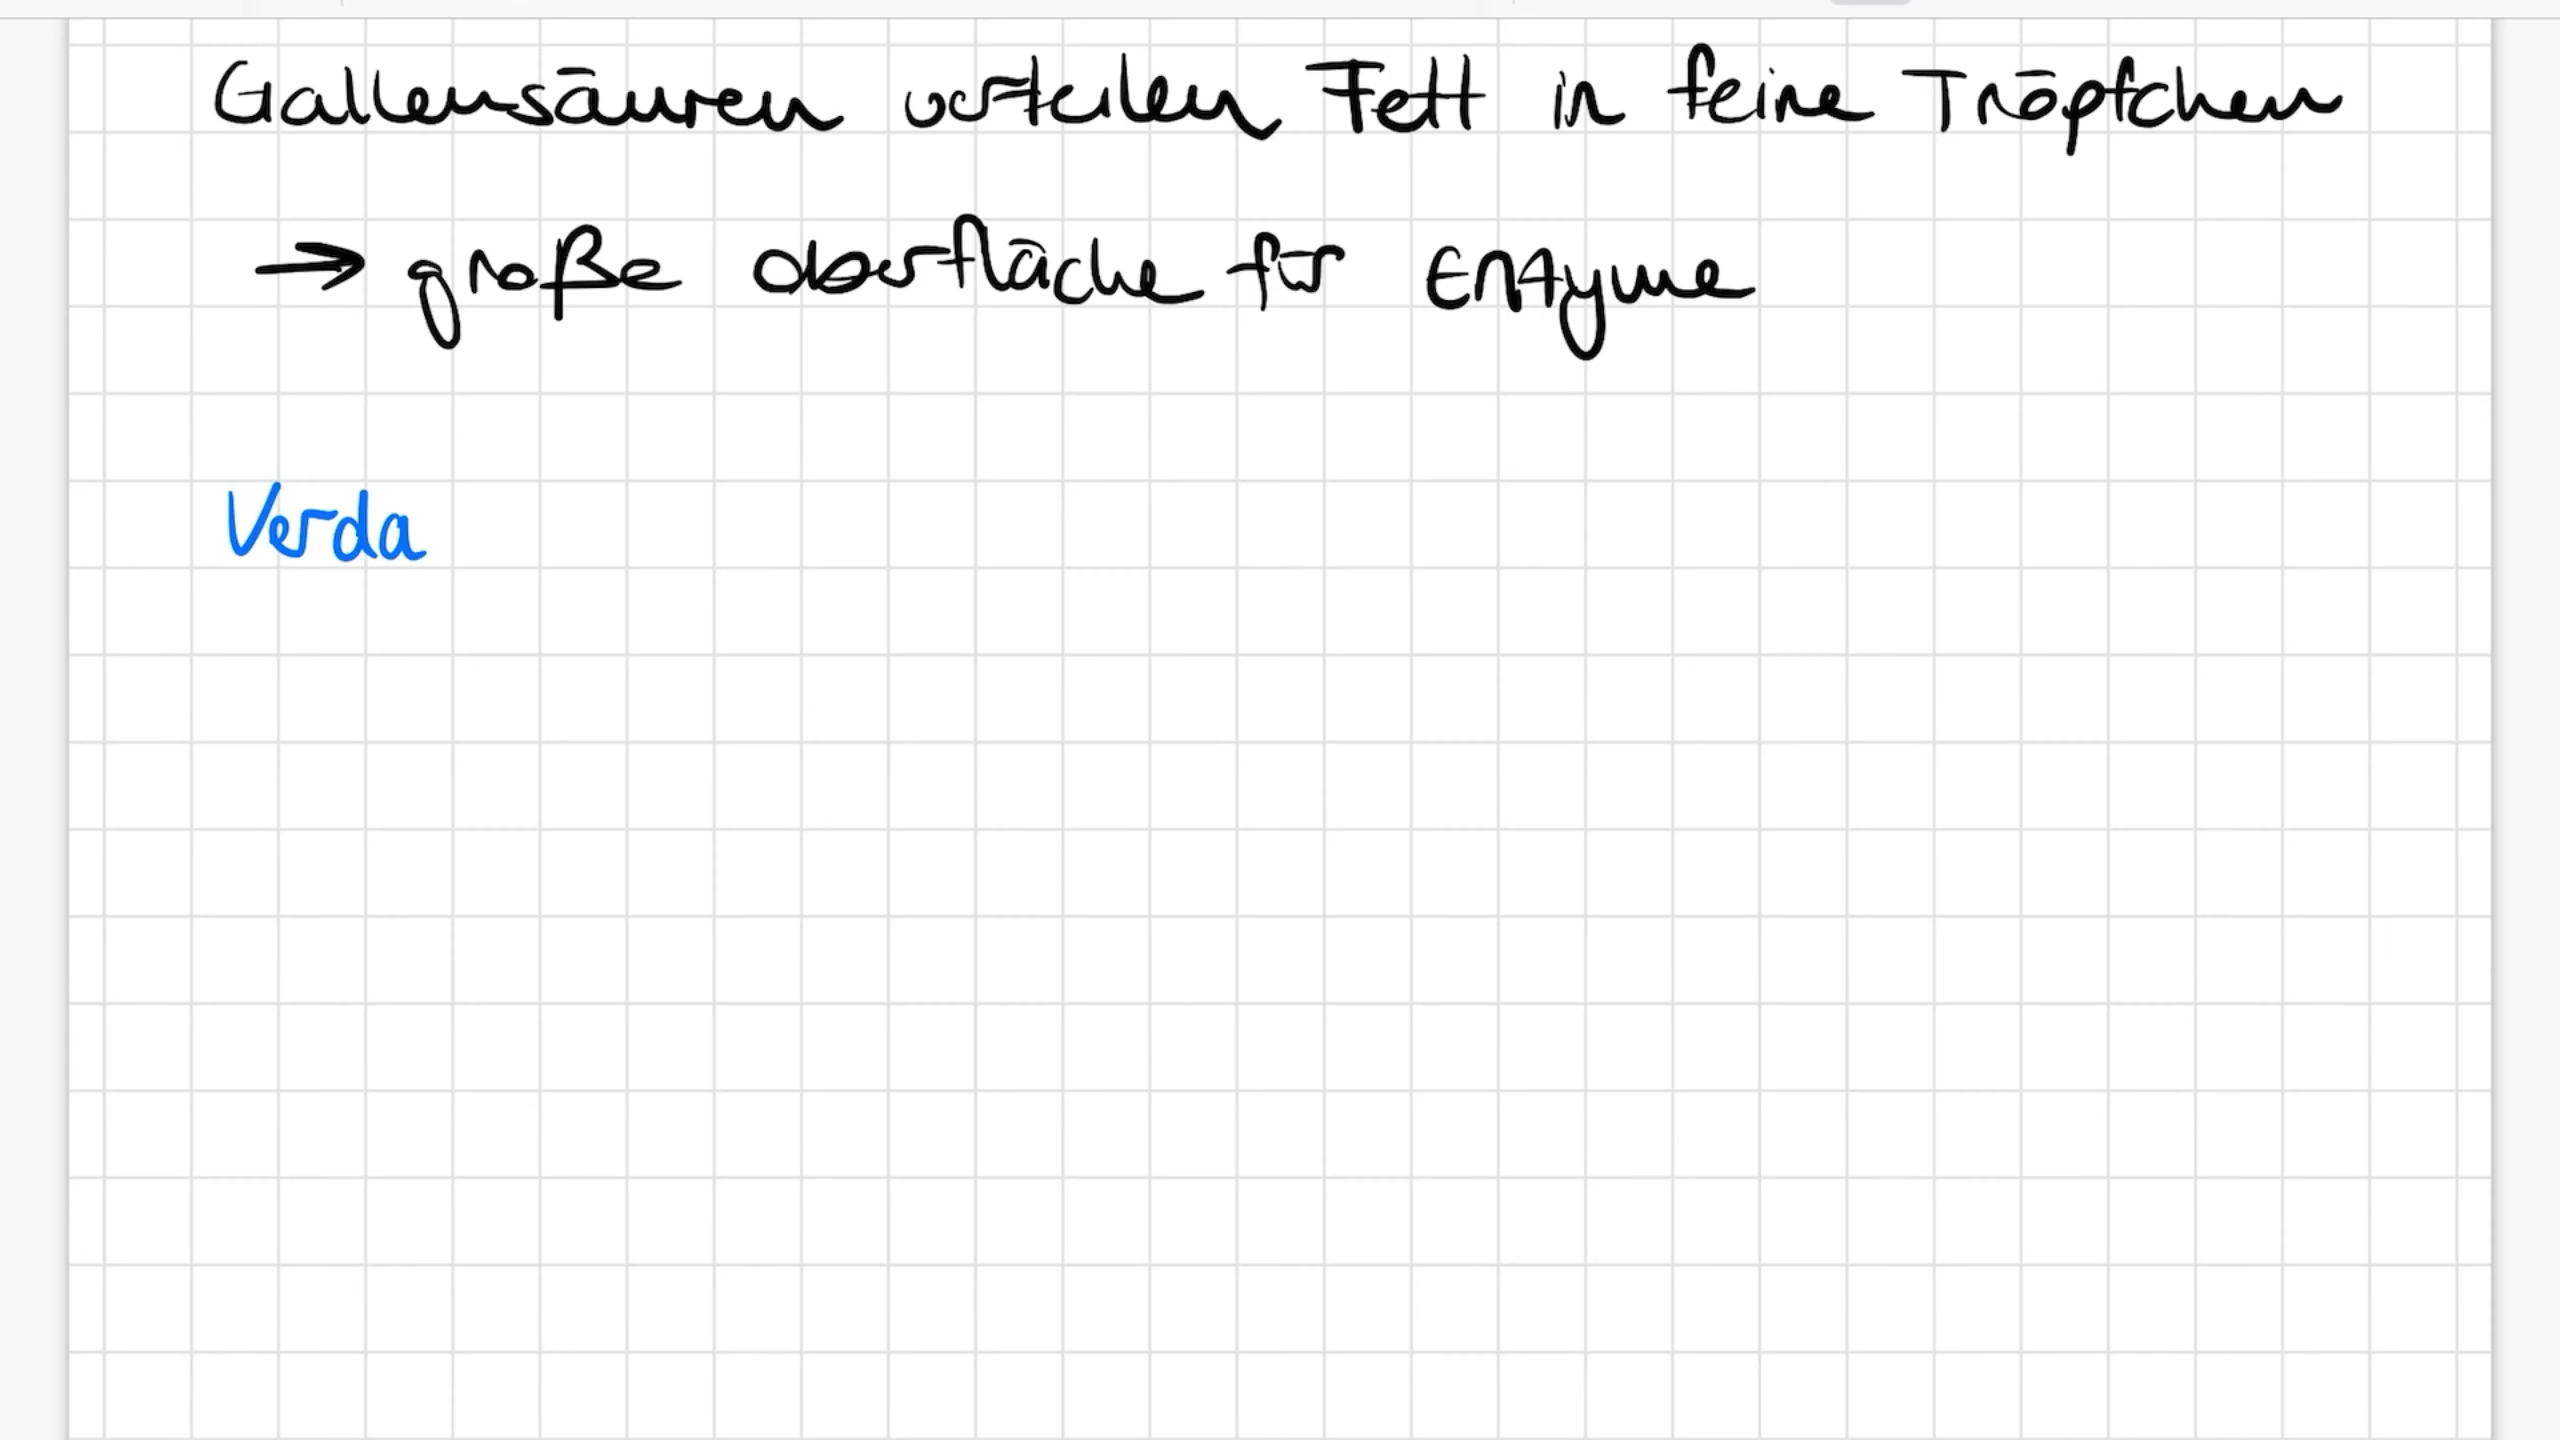 Gallensäuren verteilen Fett in feine Tröpfchen
→ große oberfläche für Enzyme
Verda